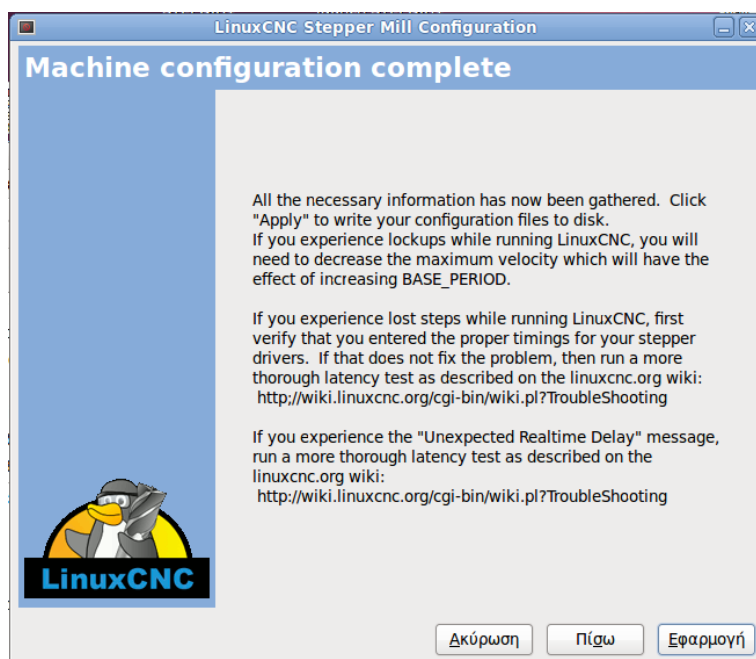 LinuxCNC Stepper Mill Configuration
Machine configuration complete
All the necessary information has now been gathered.  Click
"Apply" to write your configuration files to disk.
If you experience lockups while running LinuxCNC, you will
need to decrease the maximum velocity which will have the
effect of increasing BASE_PERIOD.
If you experience lost steps while running LinuxCNC, first
verify that you entered the proper timings for your stepper
drivers.  If that does not fix the problem, then run a more
thorough latency test as described on the linuxcnc.org wiki:
http;//wiki.linuxcnc.org/cgi-bin/wiki.pl?TroubleShooting
If you experience the "Unexpected Realtime Delay" message,
run a more thorough latency test as described on the
linuxcnc.org wiki:
http://wiki.linuxcnc.org/cgi-bin/wiki.pl?TroubleShooting
LinuxCNC
Ακύρωση Πίσω Εφαρμογή